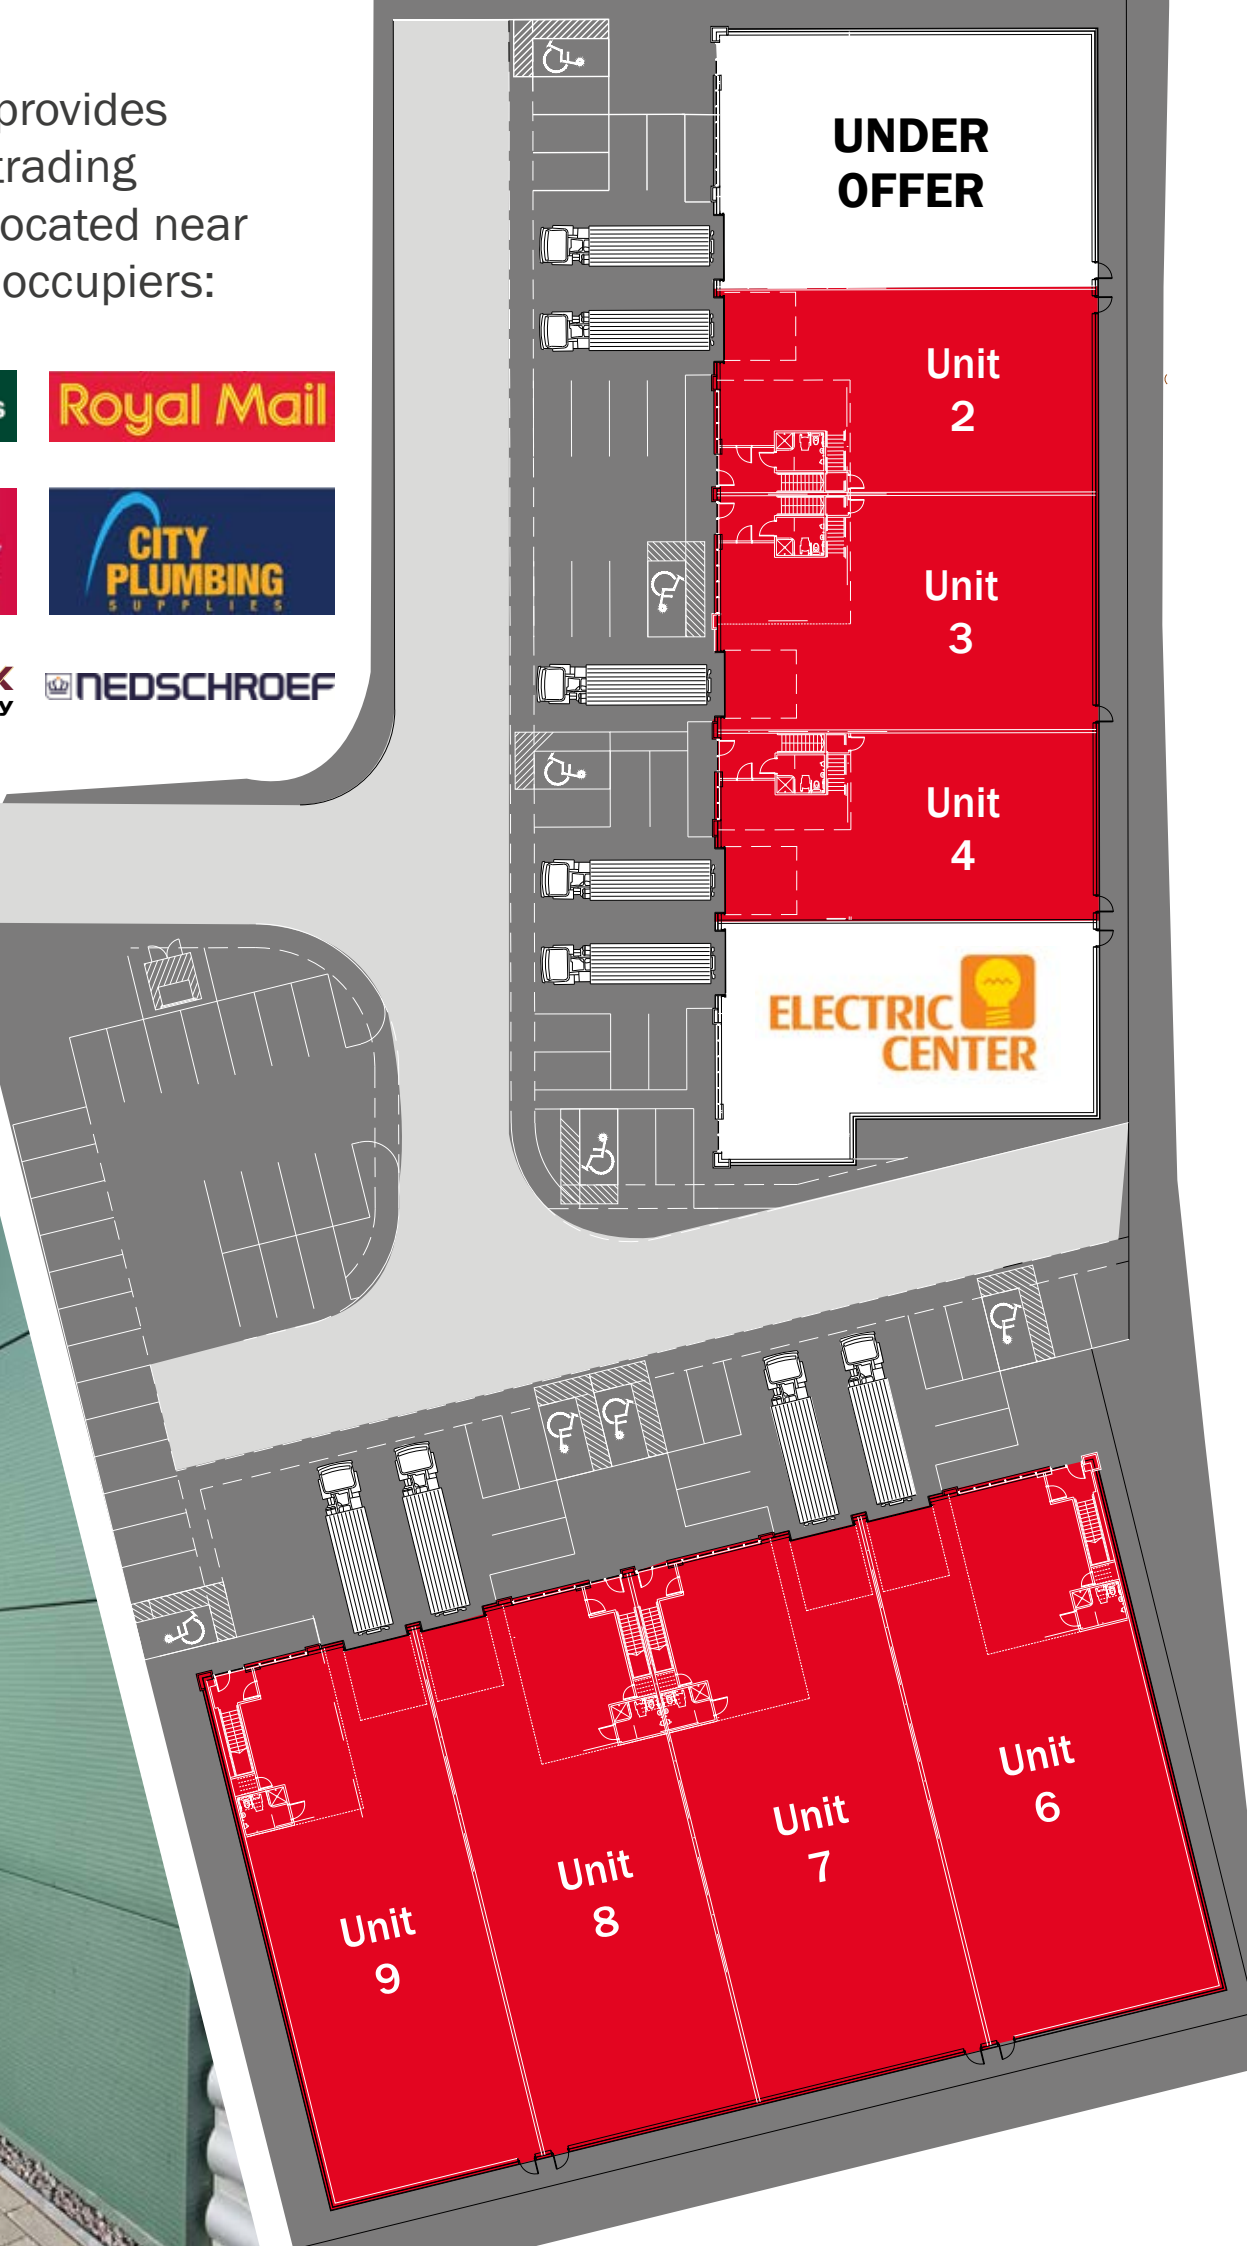 provides
trading
located near
occupiers:
Royal Mail
CITY
PLUMBING
SUPPLIES
NEDSCHROEF
UNDER
OFFER
Unit
2
Unit
3
Unit
4
ELECTRIC
CENTER
Unit
6
Unit
7
Unit
8
Unit
9